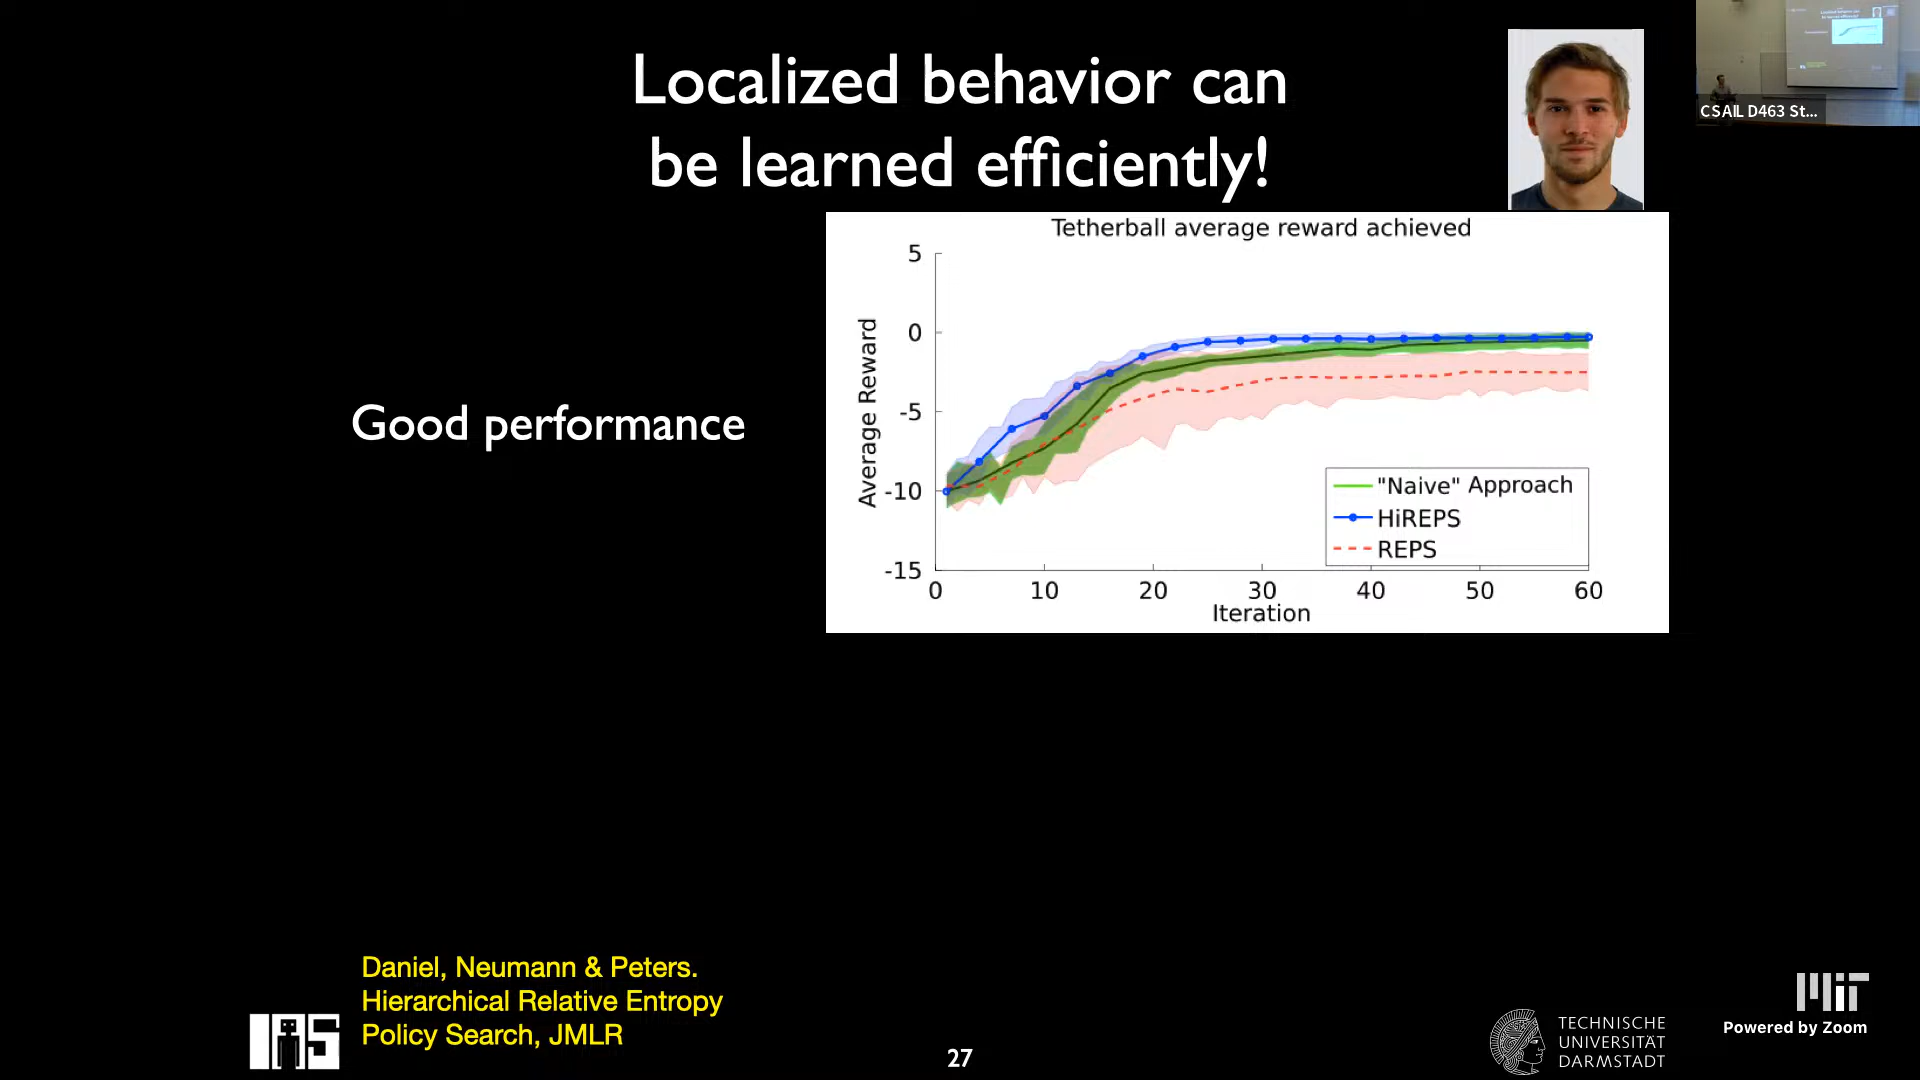 Localized behavior can
be learned efficiently!
CSAIL D463 St...
Good performance
Tetherball average reward achieved
Average Reward
5
0
-5
-10
-15
0 10 20 30 40 50 60
Iteration
"Naive" Approach
HiREPS
REPS
Daniel, Neumann & Peters.
Hierarchical Relative Entropy
Policy Search, JMLR
IAS
27
TECHNISCHE
UNIVERSITÄT
DARMSTADT
MIT
Powered by Zoom